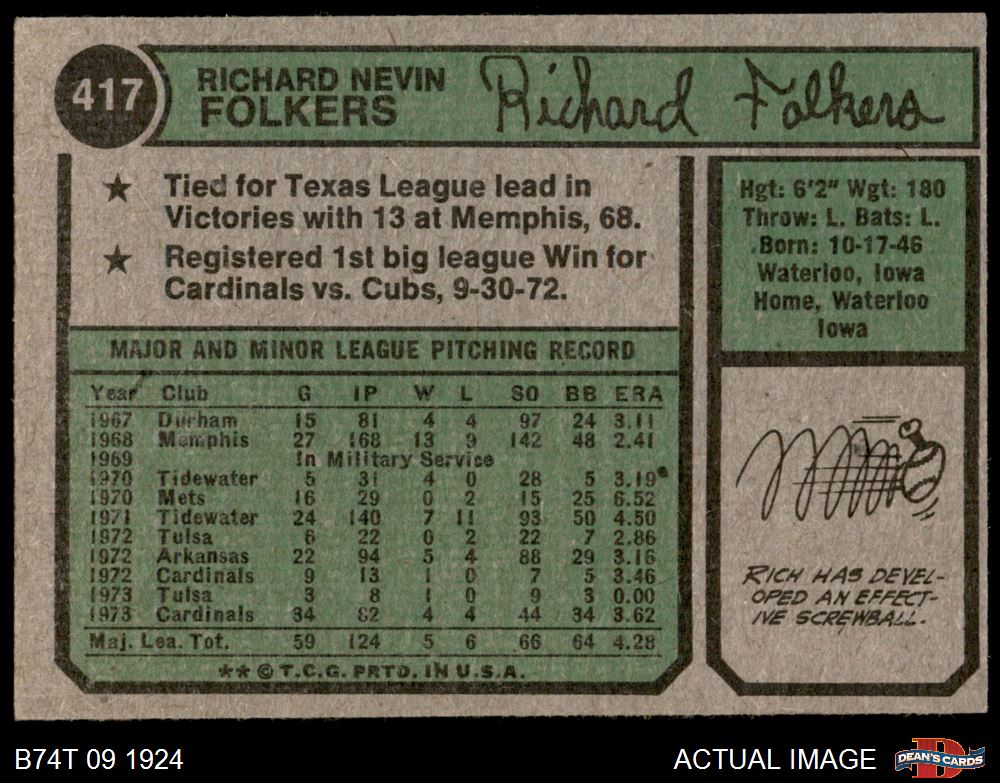 417
RICHARD NEVIN
FOLKERS
Richard Folkers
★ Tied for Texas League lead in
Victories with 13 at Memphis, 68.
★ Registered 1st big league Win for
Cardinals vs. Cubs, 9-30-72.
Hgt: 6'2" Wgt: 180
Throw: L. Bats: L.
Born: 10-17-46
Waterloo, Iowa
Home, Waterloo
Iowa
MAJOR AND MINOR LEAGUE PITCHING RECORD
Year Club G IP W L SO BB ERA
1967 Durham 15 81 4 4 97 24 3.11
1968 Memphis 27 168 13 9 142 48 2.41
1969 In Military Service
1970 Tidewater 5 31 4 0 28 5 3.19
1970 Mets 16 29 0 2 15 25 6.52
1971 Tidewater 24 140 7 11 93 50 4.50
1972 Tulsa 6 22 0 2 22 7 2.86
1972 Arkansas 22 94 5 4 88 29 3.16
1972 Cardinals 9 13 1 0 7 5 3.46
1973 Tulsa 3 8 1 0 9 3 0.00
1973 Cardinals 34 82 4 4 44 34 3.62
Maj. Lea. Tot. 59 124 5 6 66 64 4.28
** © T.C.G. PRTD. IN U.S.A.
RICH HAS DEVEL-
OPED AN EFFECT-
IVE SCREWBALL.
B74T 09 1924
ACTUAL IMAGE
D
DEAN'S CARDS